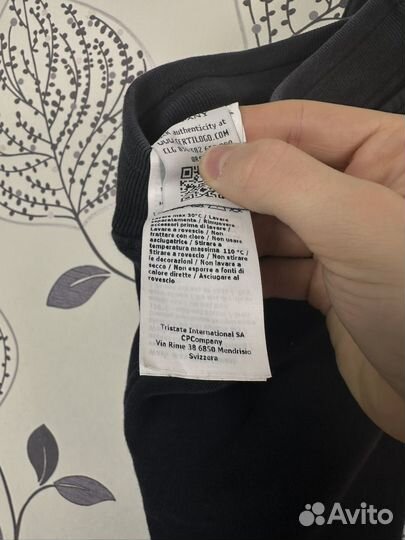 ANY
authenticity at
CERTILOGO.COM
CLG
Lavare max 30°C / Lavare
separatamente / Rimuovere
accessori prima di lavare /
Lavare a rovescio / Non
trattare con cloro / Non usare
asciugatrice / Stirare a
temperatura massima 110 °C /
Stirare a rovescio / Non stirare
le decorazioni / Non lavare a
secco / Non esporre a fonti di
calore dirette / Asciugare al
rovescio
Tristate International SA
CPCompany
Via Rime 38 6850 Mendrisio
Svizzera
Avito